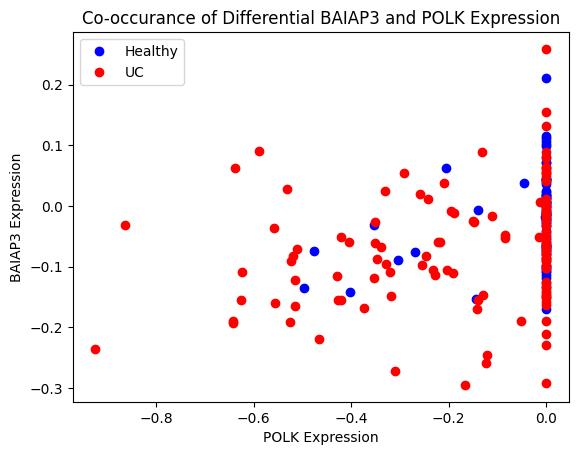 Co-occurance of Differential BAIAP3 and POLK Expression
Healthy
UC
BAIAP3 Expression
0.2
0.1
0.0
−0.1
−0.2
−0.3
−0.8
−0.6
−0.4
−0.2
0.0
POLK Expression